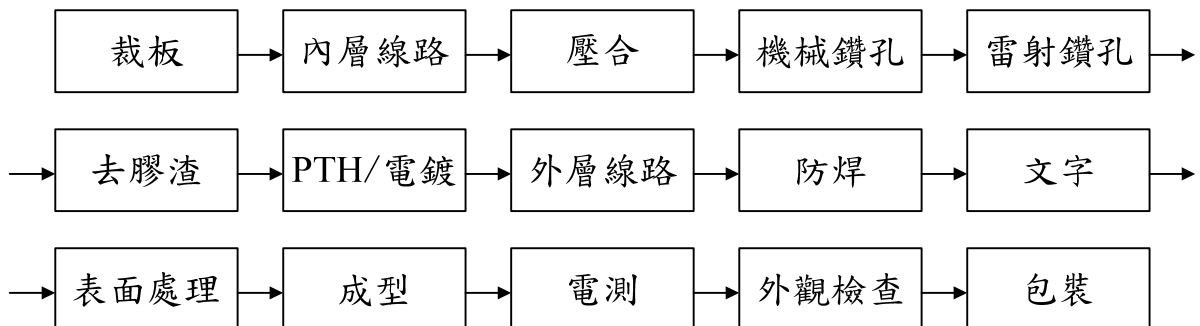 裁板 內層線路 壓合 機械鑽孔 雷射鑽孔
去膠渣 PTH/電鍍 外層線路 防焊 文字
表面處理 成型 電測 外觀檢查 包裝